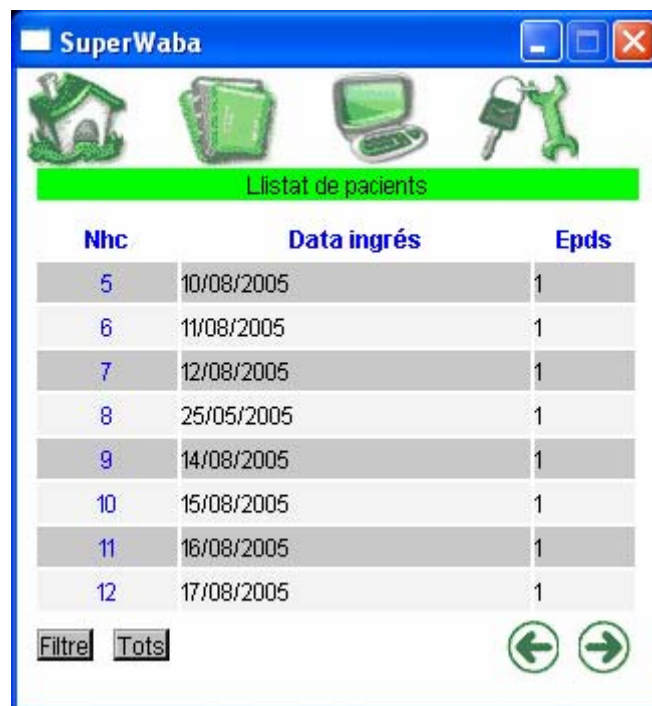 SuperWaba
Llistat de pacients
Nhc Data ingrés Epds
5 10/08/2005 1
6 11/08/2005 1
7 12/08/2005 1
8 25/05/2005 1
9 14/08/2005 1
10 15/08/2005 1
11 16/08/2005 1
12 17/08/2005 1
Filtre Tots